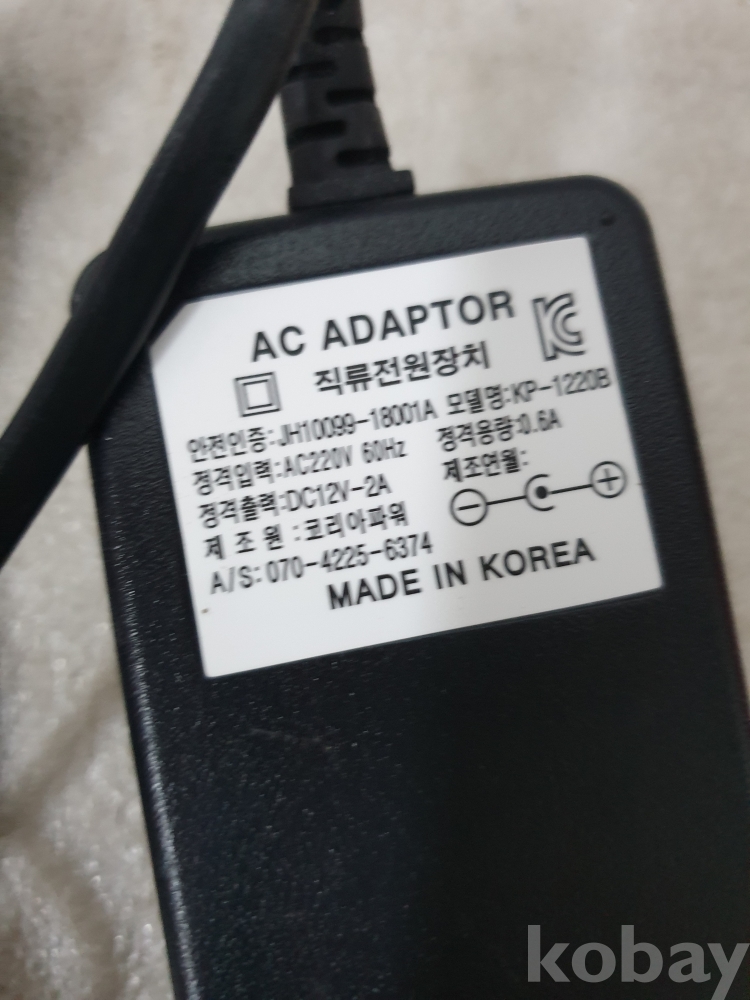 AC ADAPTOR
직류전원장치
안전인증:JH10099-18001A 모델명:KP-1220B
정격입력:AC220V 60Hz 정격용량:0.6A
정격출력:DC12V-2A 제조연월:
제 조 원 :코리아파워
A/S:070-4225-6374
MADE IN KOREA
kobay